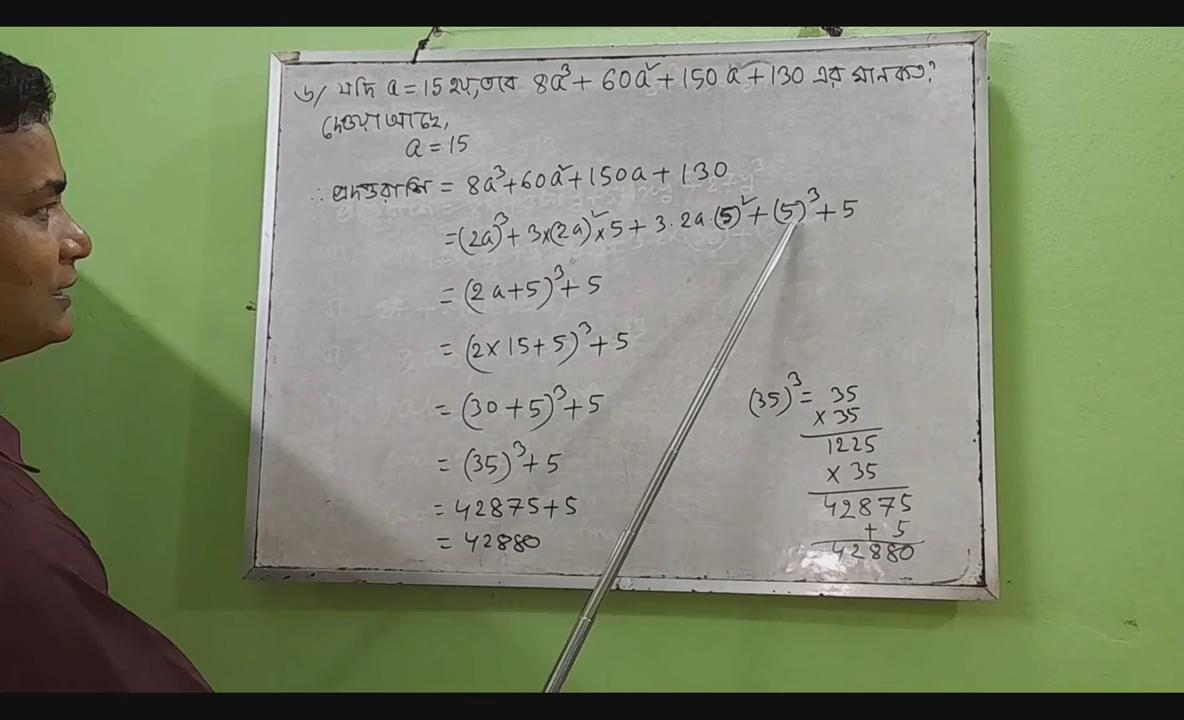 ৬/ যদি a = 15 হয়, তবে 8a³ + 60a² + 150a + 130 এর মান কত?
দেওয়া আছে,
a = 15
∴ প্রদত্ত রাশি = 8a³ + 60a² + 150a + 130
= (2a)³ + 3×(2a)²×5 + 3·2a·(5)² + (5)³ + 5
= (2a+5)³ + 5
= (2×15+5)³ + 5
= (30+5)³ + 5
= (35)³ + 5
= 42875 + 5
= 42880
(35)³ = 35
× 35
1225
× 35
42875
+ 5
42880